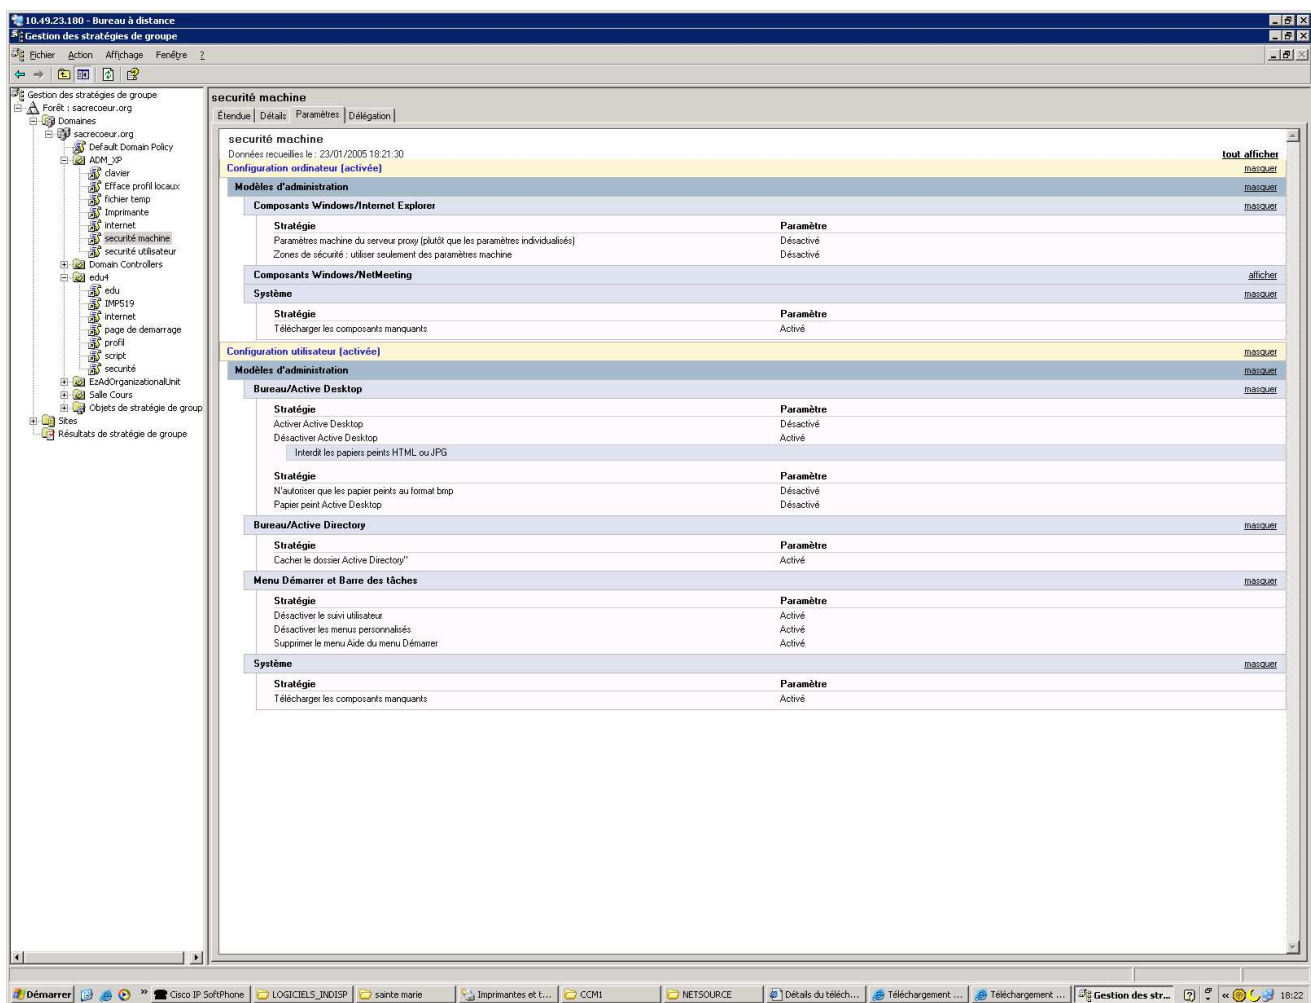 10.49.23.180 - Bureau à distance
Gestion des stratégies de groupe
Fichier Action Affichage Fenêtre ?
Gestion des stratégies de groupe
Forêt : sacrecoeur.org
Domaines
sacrecoeur.org
Default Domain Policy
ADM_XP
clavier
Efface profil locaux
fichier temp
Imprimante
internet
securité machine
securité utilisateur
Domain Controllers
edu4
edu
IMP519
internet
page de demarrage
profil
script
securité
EzAdOrganizationalUnit
Salle Cours
Objets de stratégie de group
Sites
Résultats de stratégie de groupe
securité machine
Étendue Détails Paramètres Délégation
securité machine
Données recueillies le : 23/01/2005 18:21:30 tout afficher
Configuration ordinateur (activée) masquer
Modèles d'administration masquer
Composants Windows/Internet Explorer masquer
Stratégie Paramètre
Paramètres machine du serveur proxy (plutôt que les paramètres individualisés) Désactivé
Zones de sécurité : utiliser seulement des paramètres machine Désactivé
Composants Windows/NetMeeting afficher
Système masquer
Stratégie Paramètre
Télécharger les composants manquants Activé
Configuration utilisateur (activée) masquer
Modèles d'administration masquer
Bureau/Active Desktop masquer
Stratégie Paramètre
Activer Active Desktop Désactivé
Désactiver Active Desktop Activé
Interdit les papiers peints HTML ou JPG
Stratégie Paramètre
N'autoriser que les papier peints au format bmp Désactivé
Papier peint Active Desktop Désactivé
Bureau/Active Directory masquer
Stratégie Paramètre
Cacher le dossier Active Directory" Activé
Menu Démarrer et Barre des tâches masquer
Stratégie Paramètre
Désactiver le suivi utilisateur Activé
Désactiver les menus personnalisés Activé
Supprimer le menu Aide du menu Démarrer Activé
Système masquer
Stratégie Paramètre
Télécharger les composants manquants Activé
Démarrer » Cisco IP SoftPhone LOGICIELS_INDISP sainte marie Imprimantes et t... CCM1 NETSOURCE Détails du téléch... Téléchargement ... Téléchargement ... Gestion des str... « 18:22